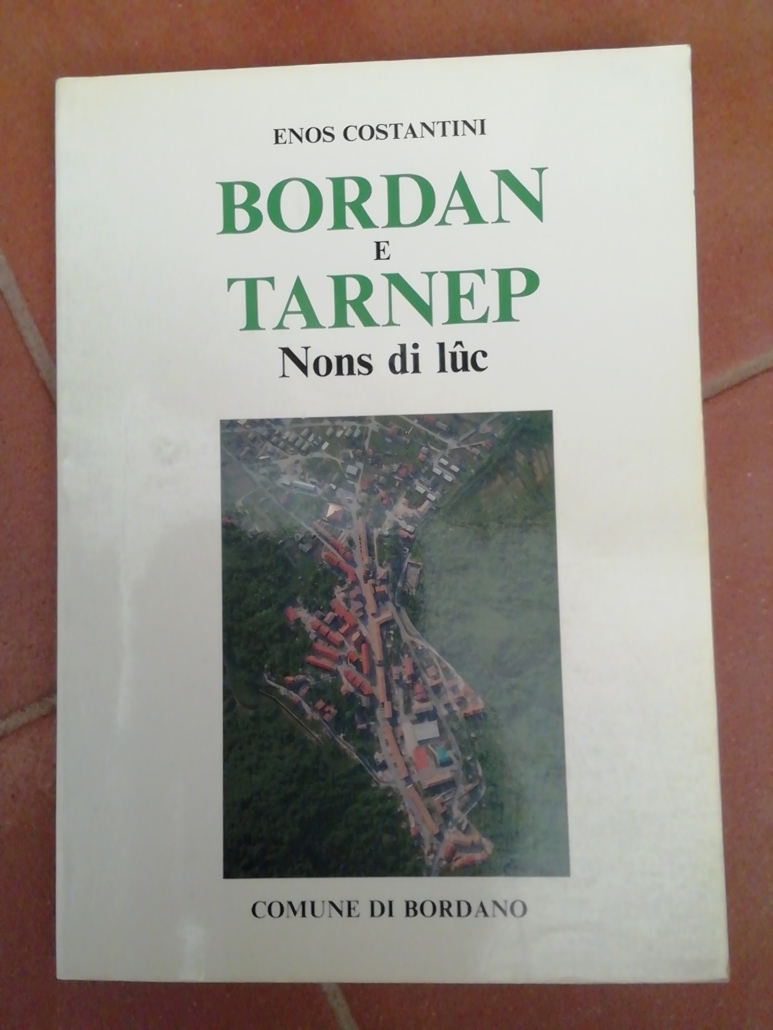 ENOS COSTANTINI
BORDAN
E
TARNEP
Nons di lûc
COMUNE DI BORDANO